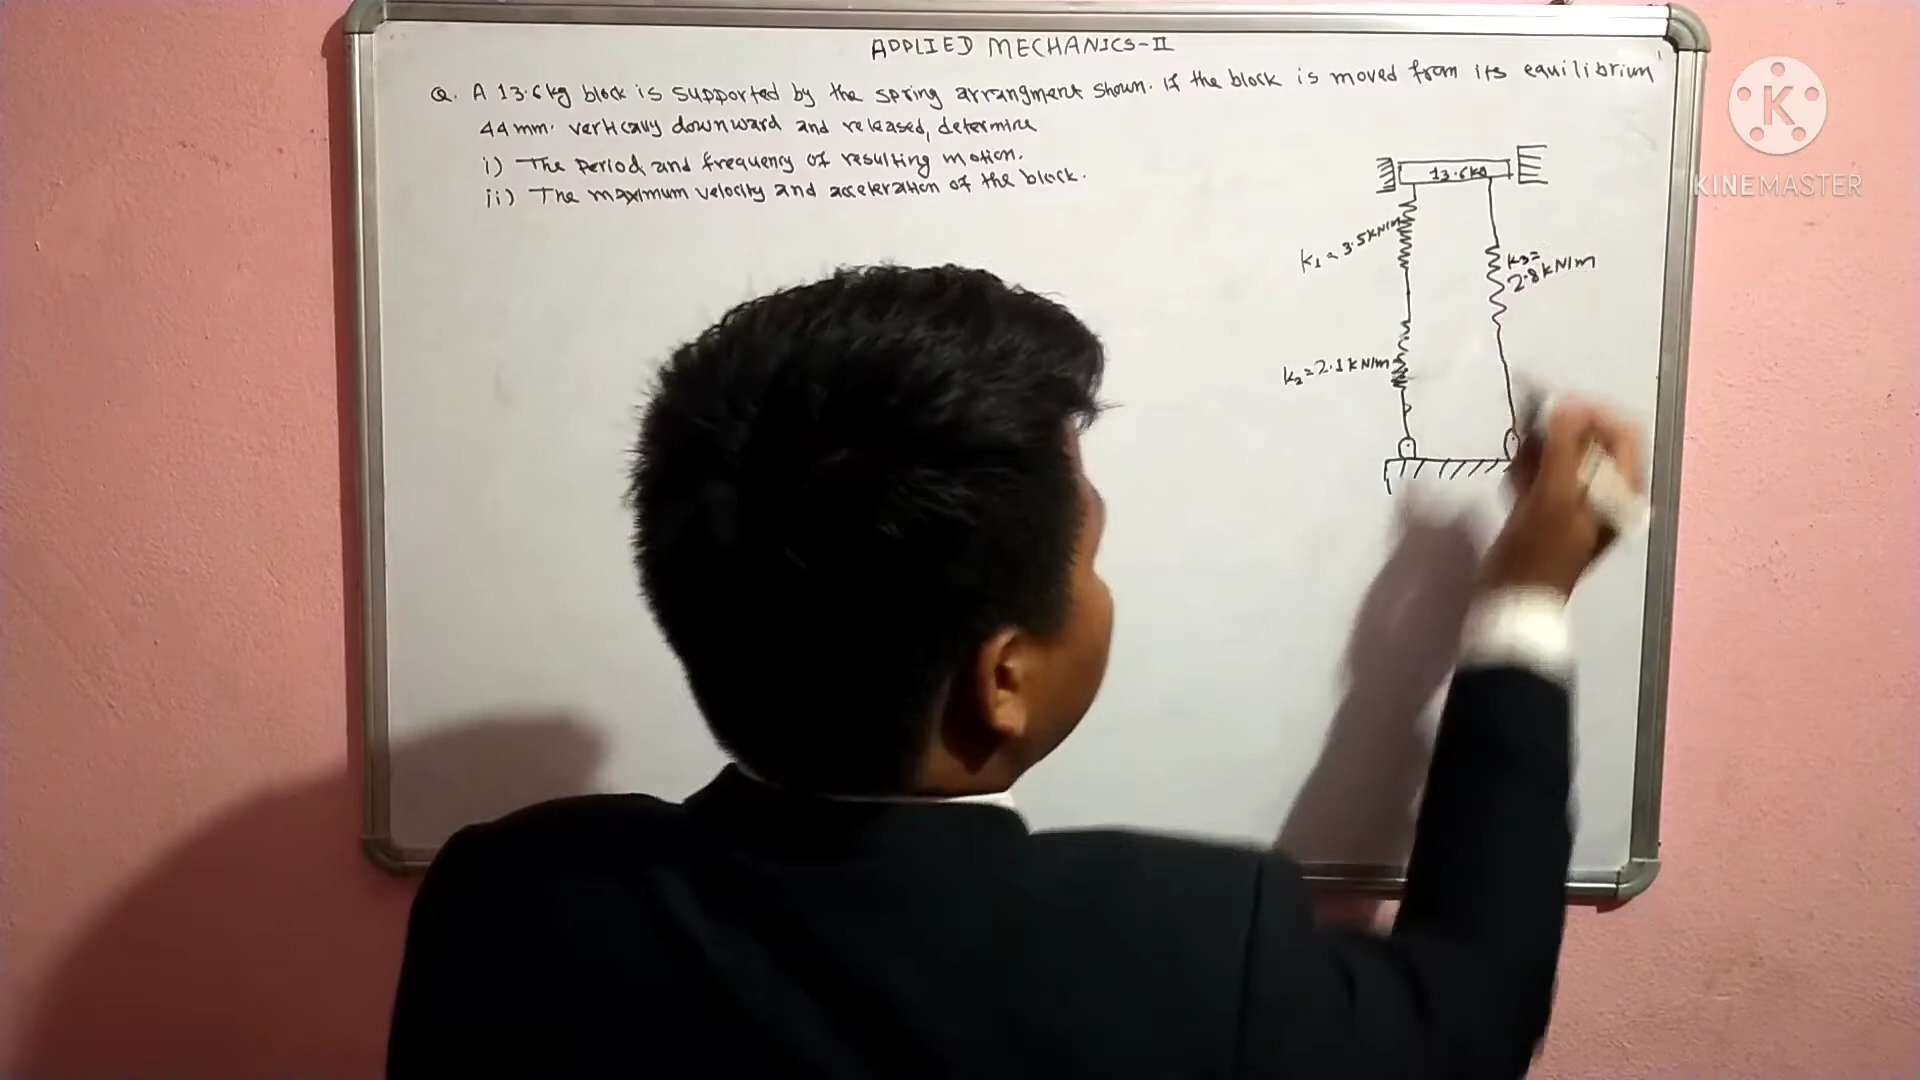 APPLIED MECHANICS-II
Q. A 13.6kg block is supported by the spring arrangment shown. If the block is moved from its equilibrium
44mm. vertically downward and released, determine
i) The Period and frequency of resulting motion.
ii) The maximum velocity and acceleration of the block.
K
KINEMASTER
13.6kg
k1 = 3.5kN/m
k3=
2.8kN/m
k2=2.1kN/m